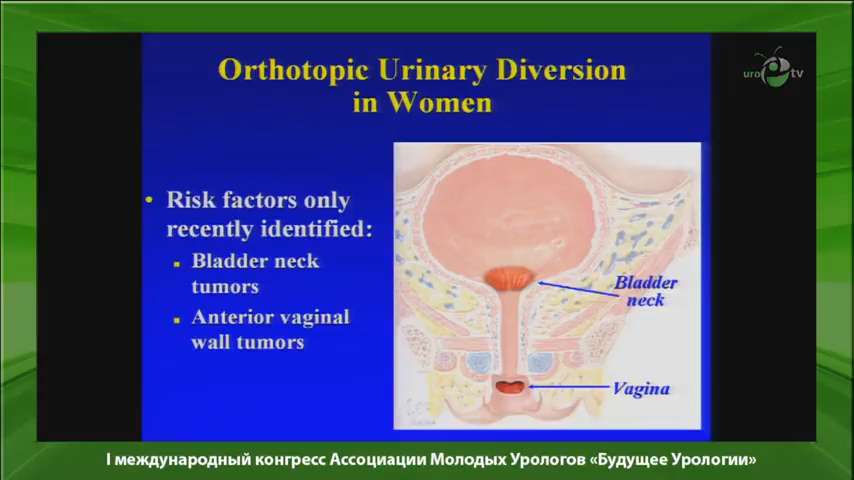 Orthotopic Urinary Diversion
in Women
uro tv
• Risk factors only
recently identified:
▪ Bladder neck
tumors
▪ Anterior vaginal
wall tumors
Bladder
neck
Vagina
I международный конгресс Ассоциации Молодых Урологов «Будущее Урологии»